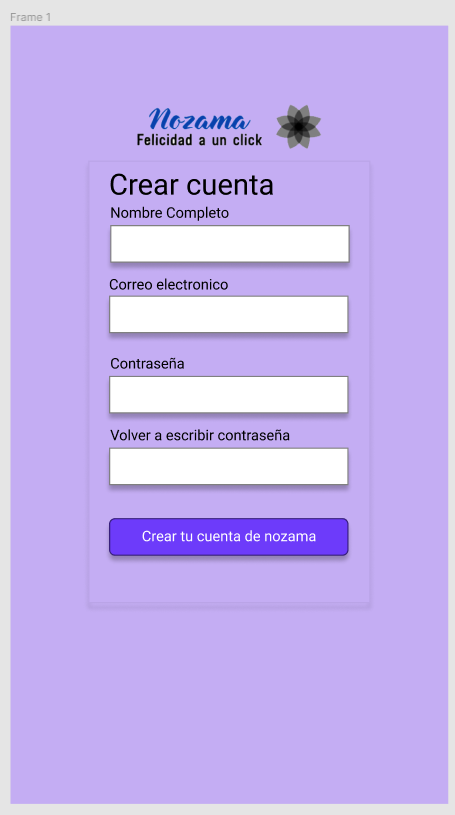 Frame 1
Nozama
Felicidad a un click
Crear cuenta
Nombre Completo
Correo electronico
Contraseña
Volver a escribir contraseña
Crear tu cuenta de nozama